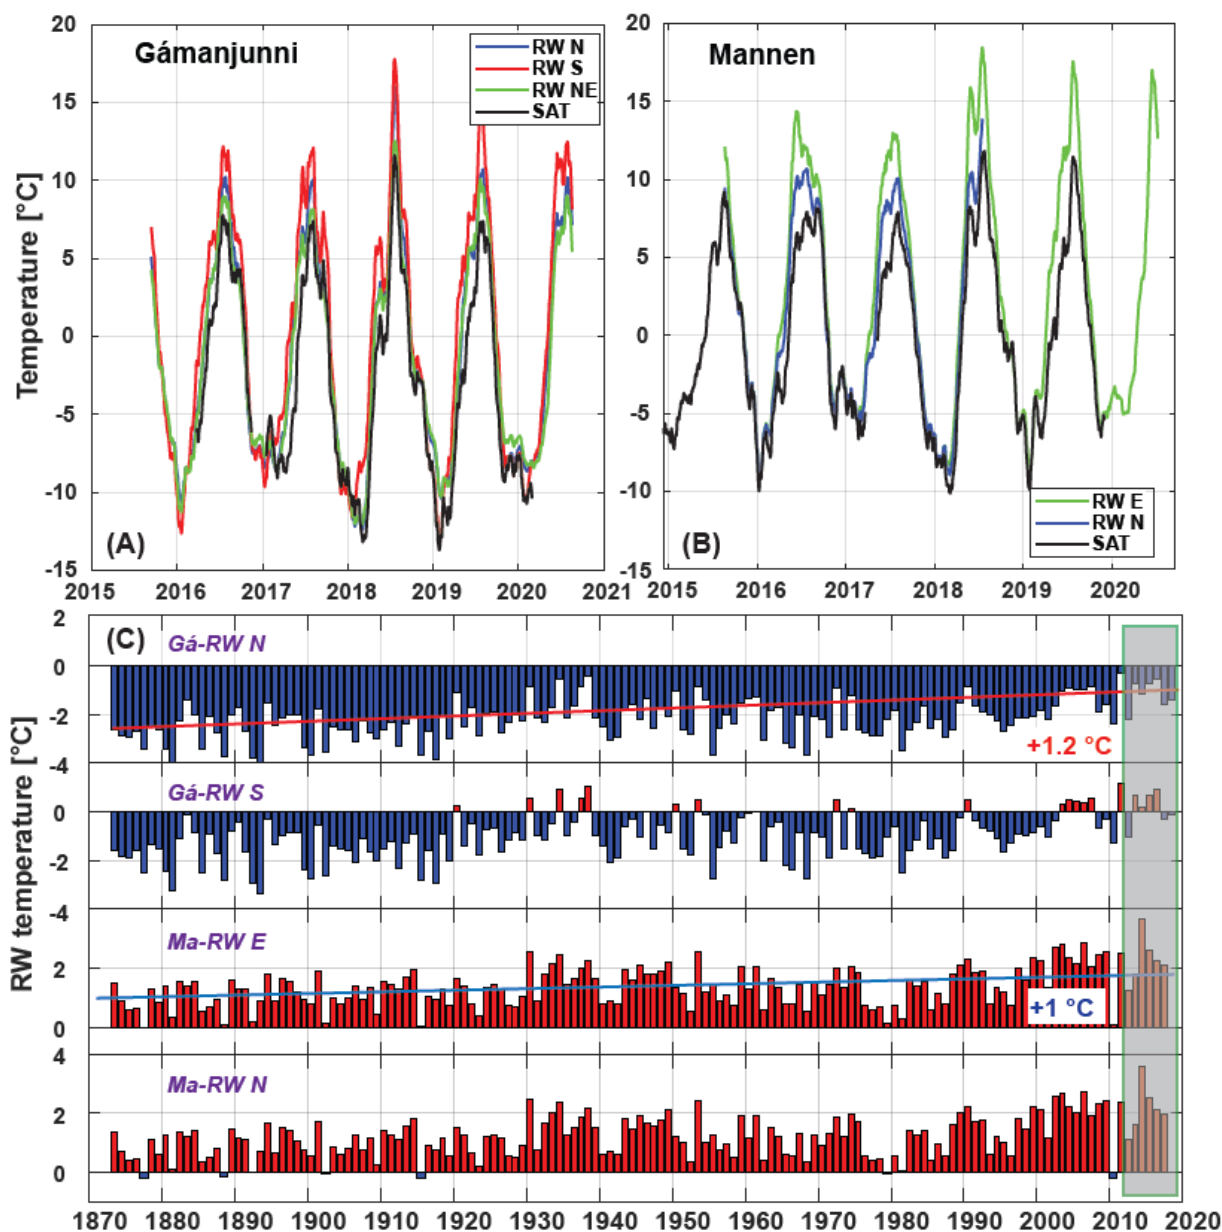 Gámanjunni
RW N
RW S
RW NE
SAT
20
15
10
5
0
-5
-10
-15
Temperature [°C]
(A)
2015 2016 2017 2018 2019 2020 2021
Mannen
20
15
10
5
0
-5
-10
-15
RW E
RW N
SAT
(B)
2015 2016 2017 2018 2019 2020
RW temperature [°C]
(C)
Gá-RW N
2
0
-2
-4
+1.2 °C
Gá-RW S
0
-2
-4
Ma-RW E
2
0
+1 °C
Ma-RW N
4
2
0
1870 1880 1890 1900 1910 1920 1930 1940 1950 1960 1970 1980 1990 2000 2010 2020